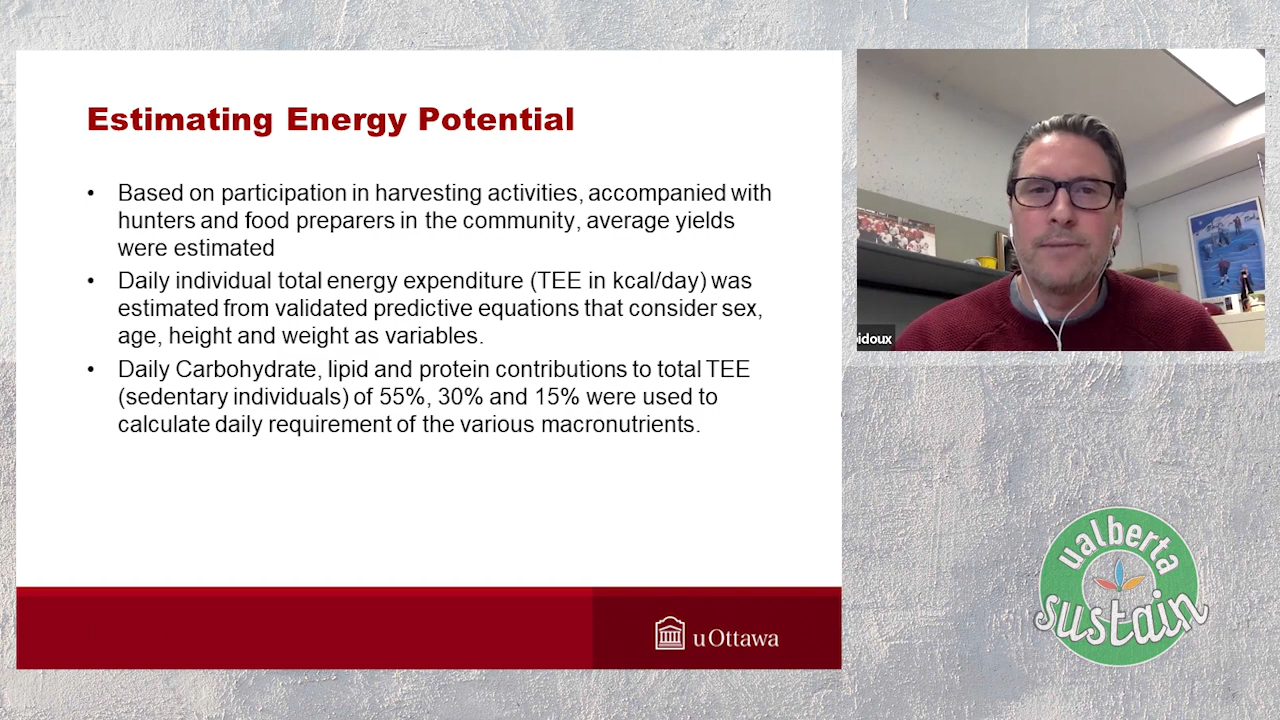 Estimating Energy Potential
• Based on participation in harvesting activities, accompanied with
hunters and food preparers in the community, average yields
were estimated
• Daily individual total energy expenditure (TEE in kcal/day) was
estimated from validated predictive equations that consider sex,
age, height and weight as variables.
• Daily Carbohydrate, lipid and protein contributions to total TEE
(sedentary individuals) of 55%, 30% and 15% were used to
calculate daily requirement of the various macronutrients.
uOttawa
idoux
ualberta
sustain